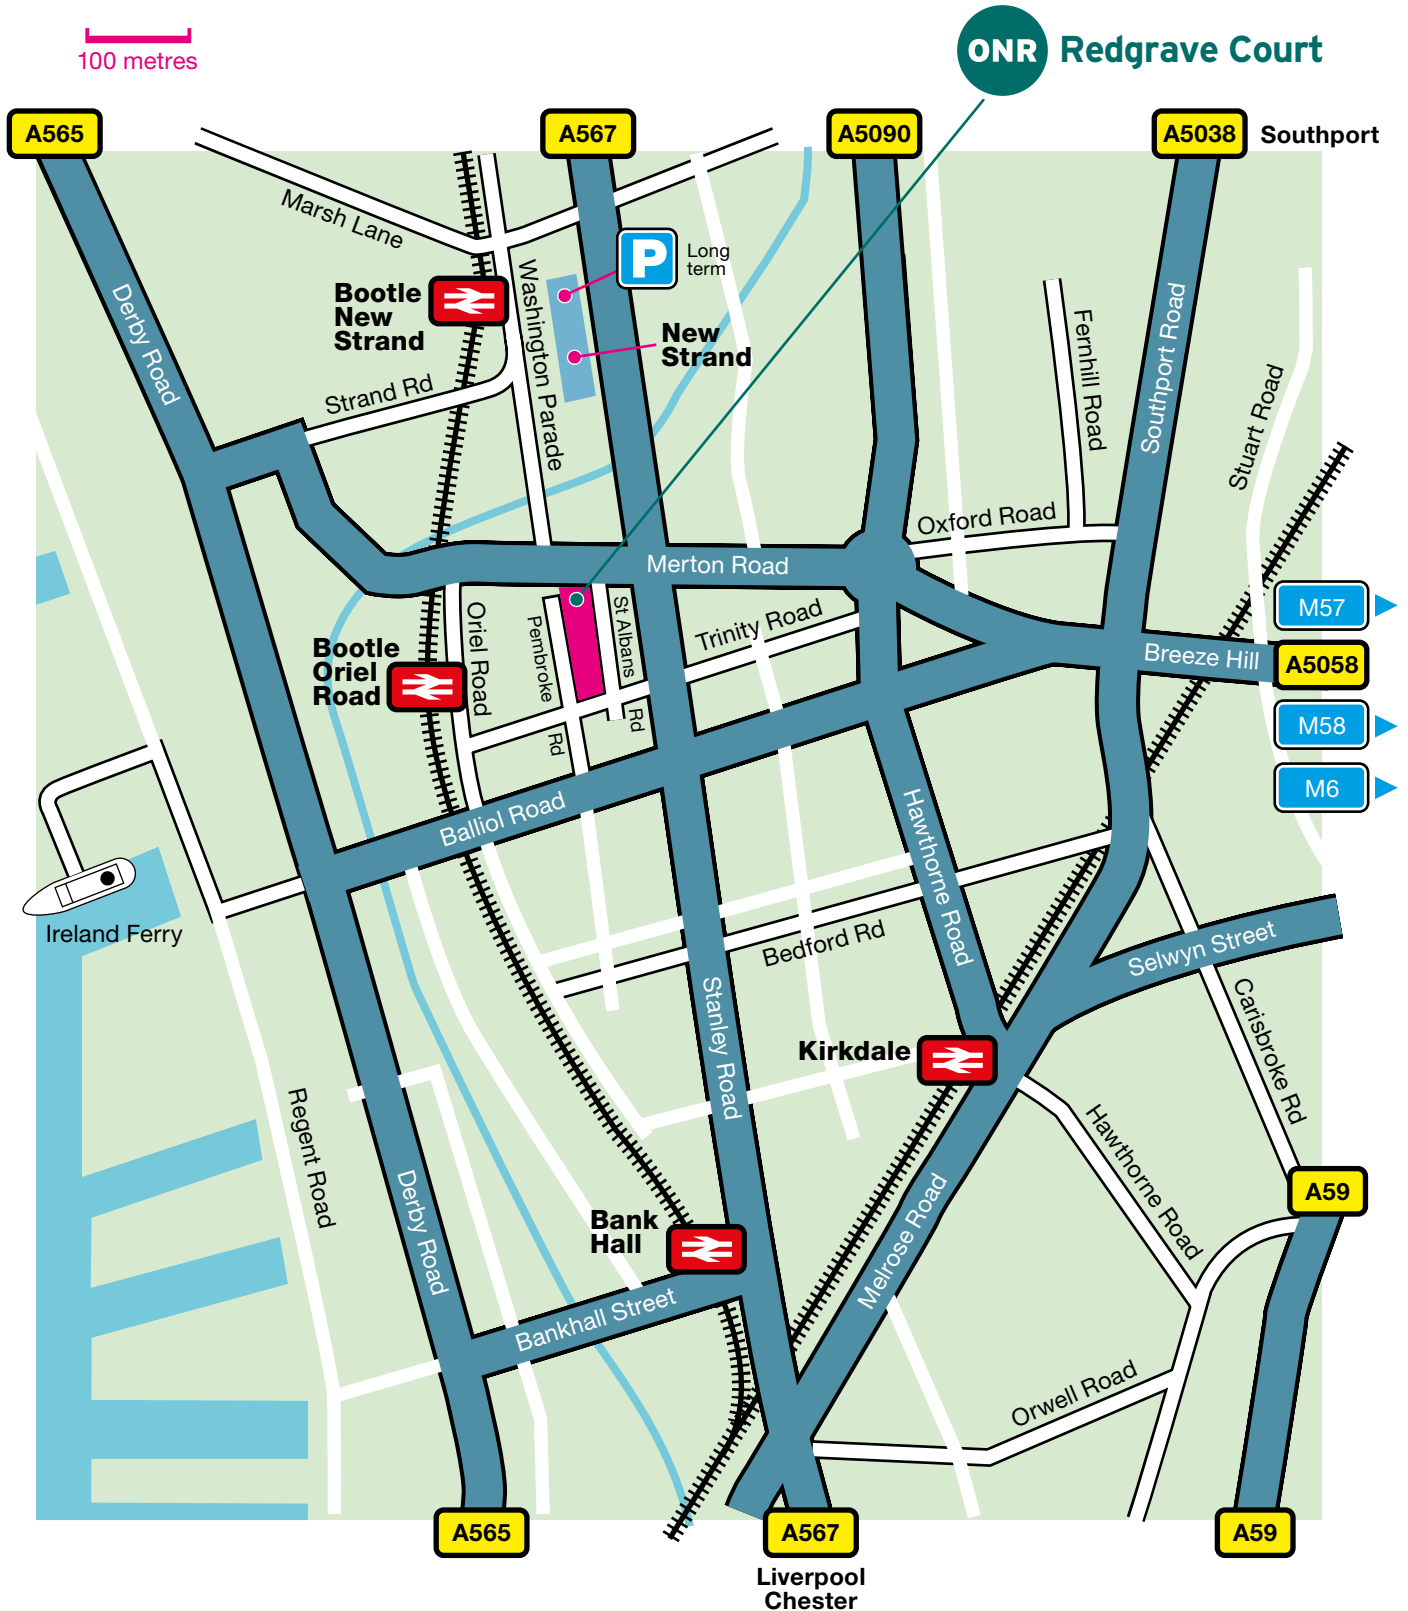 100 metres
ONR
Redgrave Court
A565
A567
A5090
A5038
Southport
Marsh Lane
P
Long
term
Derby Road
Bootle
New
Strand
Washington Parade
New
Strand
Strand Rd
Fernhill Road
Southport Road
Stuart Road
Oxford Road
Merton Road
M57
Bootle
Oriel
Road
Oriel Road
Pembroke
Rd
St Albans
Rd
Trinity Road
Breeze Hill
A5058
M58
M6
Balliol Road
Hawthorne Road
Ireland Ferry
Bedford Rd
Selwyn Street
Stanley Road
Carisbroke Rd
Kirkdale
Regent Road
Hawthorne Road
Derby Road
Melrose Road
A59
Bank
Hall
Bankhall Street
Orwell Road
A565
A567
A59
Liverpool
Chester